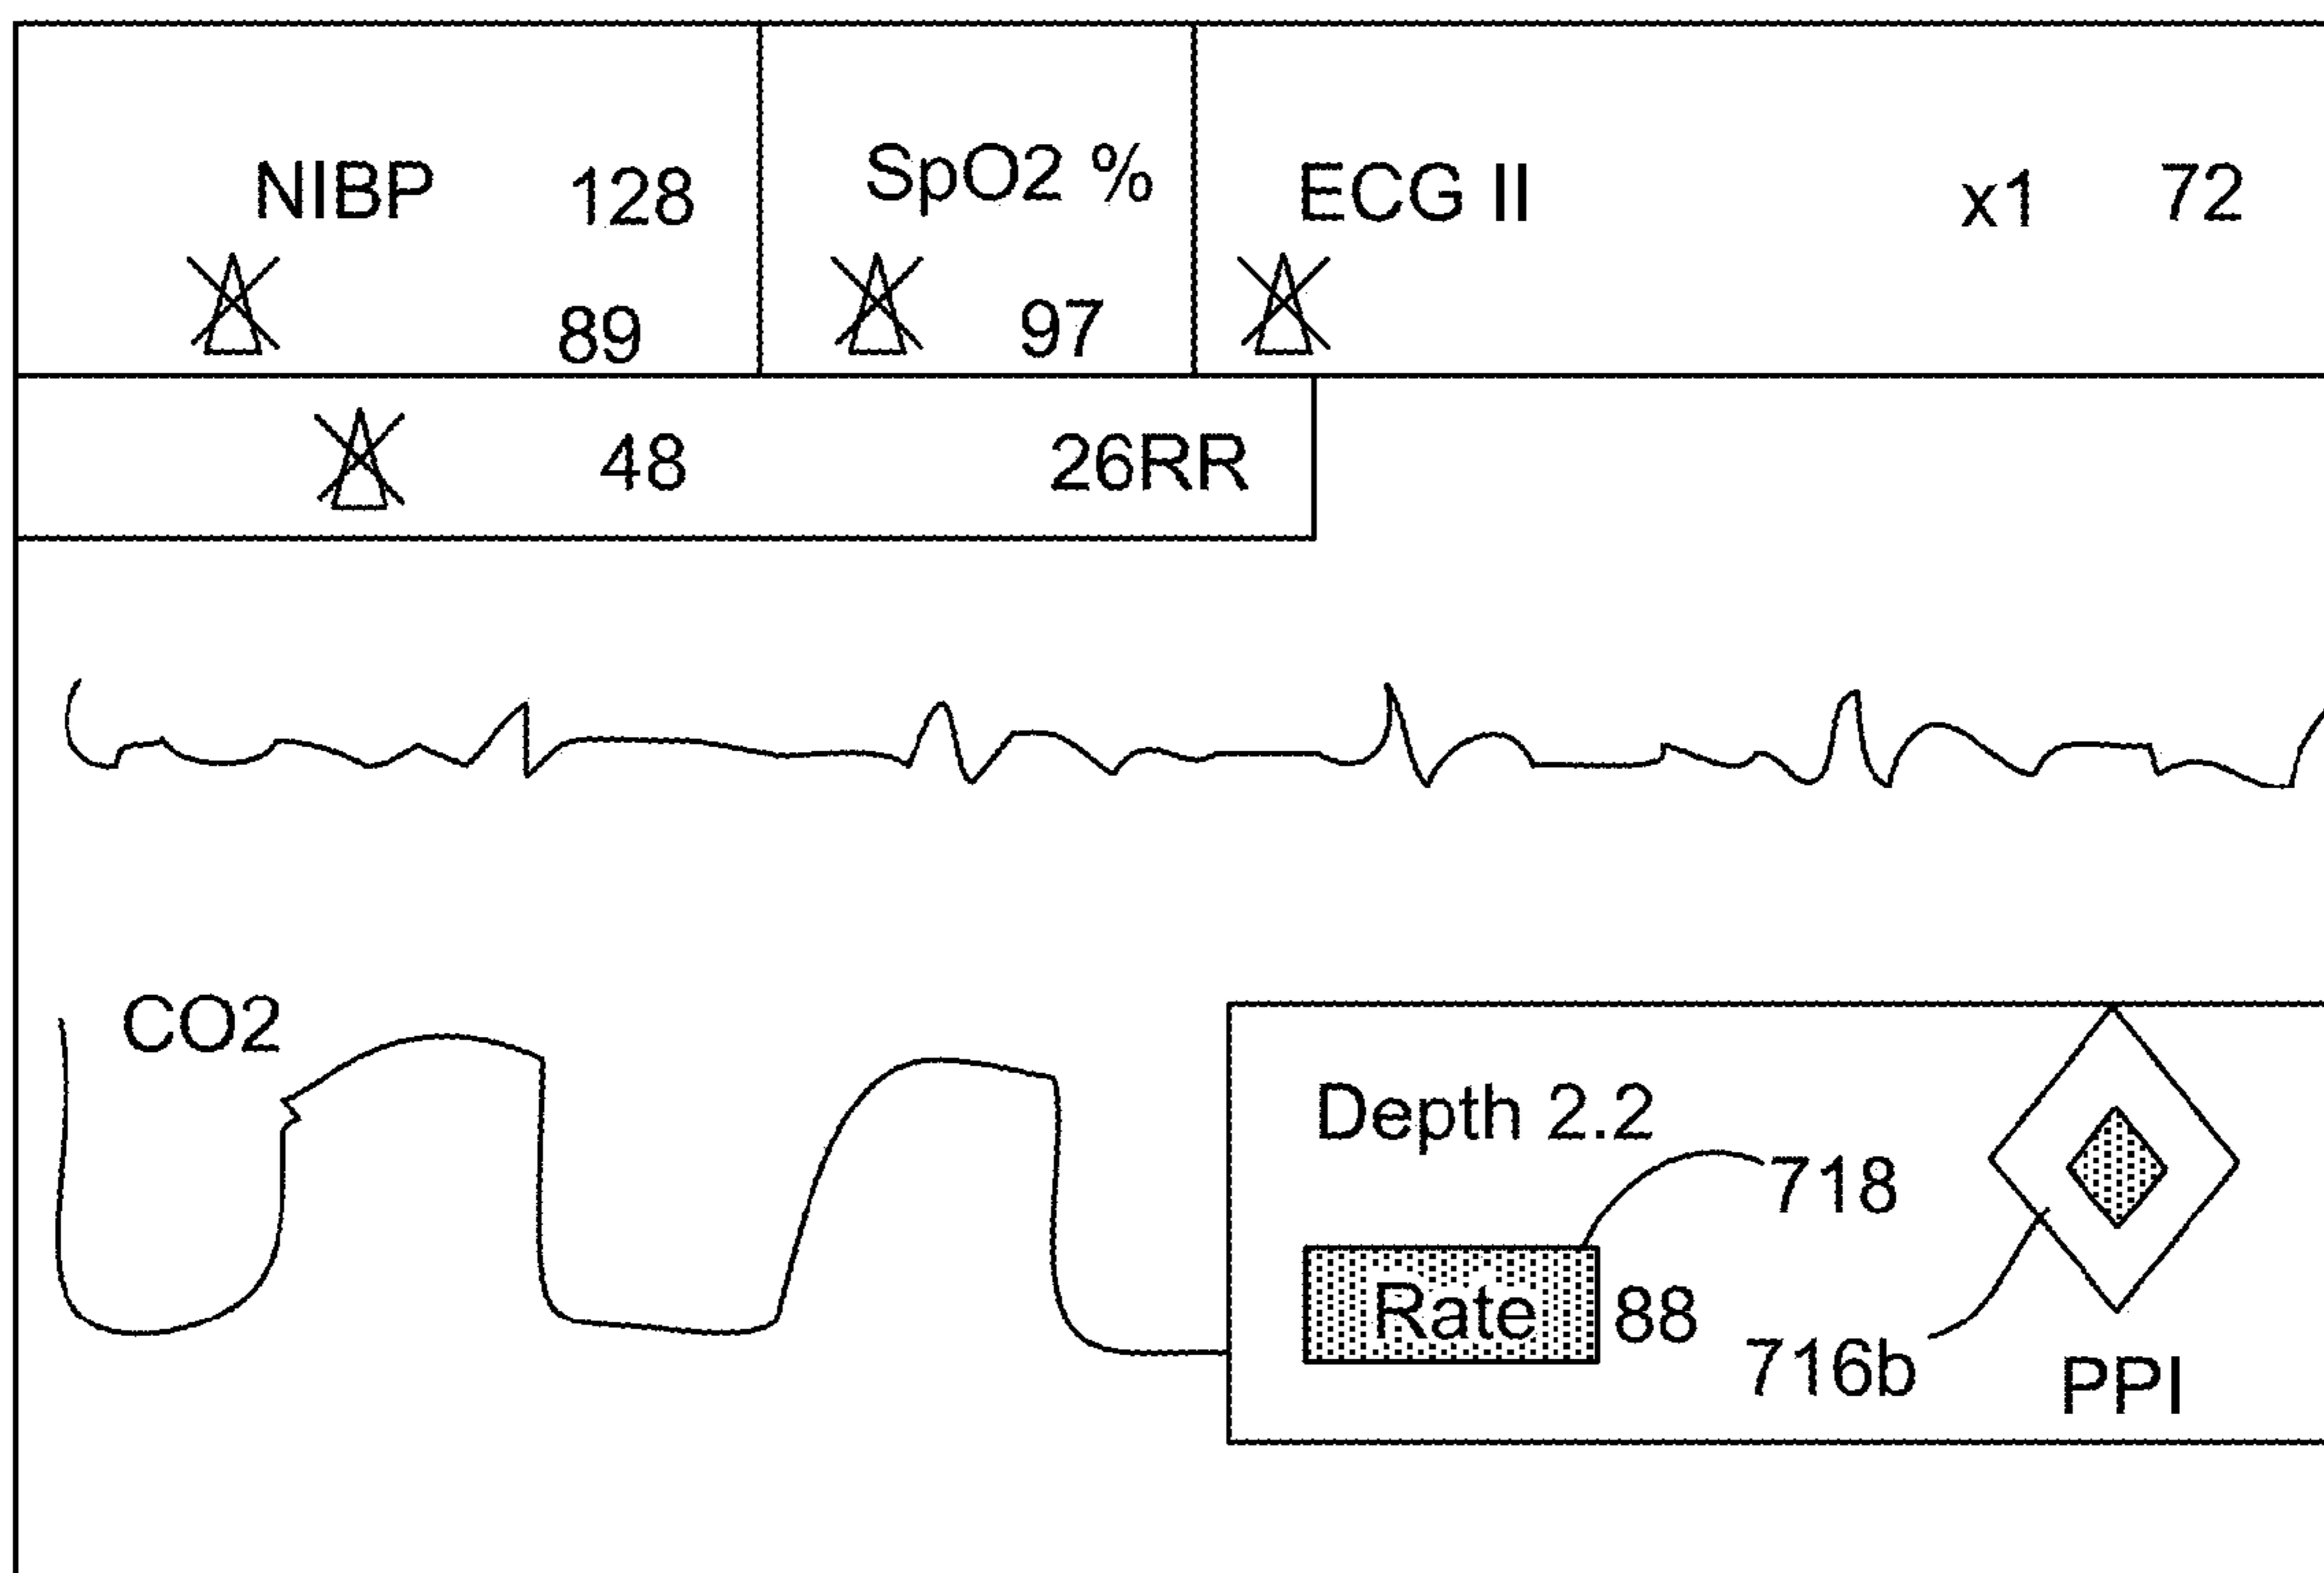 NIBP 128
89
SpO2 %
97
ECG II x1 72
48 26RR
CO2
Depth 2.2
718
Rate 88
716b
PPI